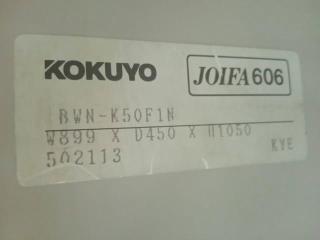 KOKUYO JOIFA 606
BWN-K50F1N
W899 X D450 X H1050
502113 KYE